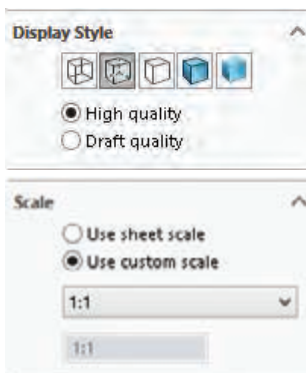 Display Style
High quality
Draft quality
Scale
Use sheet scale
Use custom scale
1:1
1:1